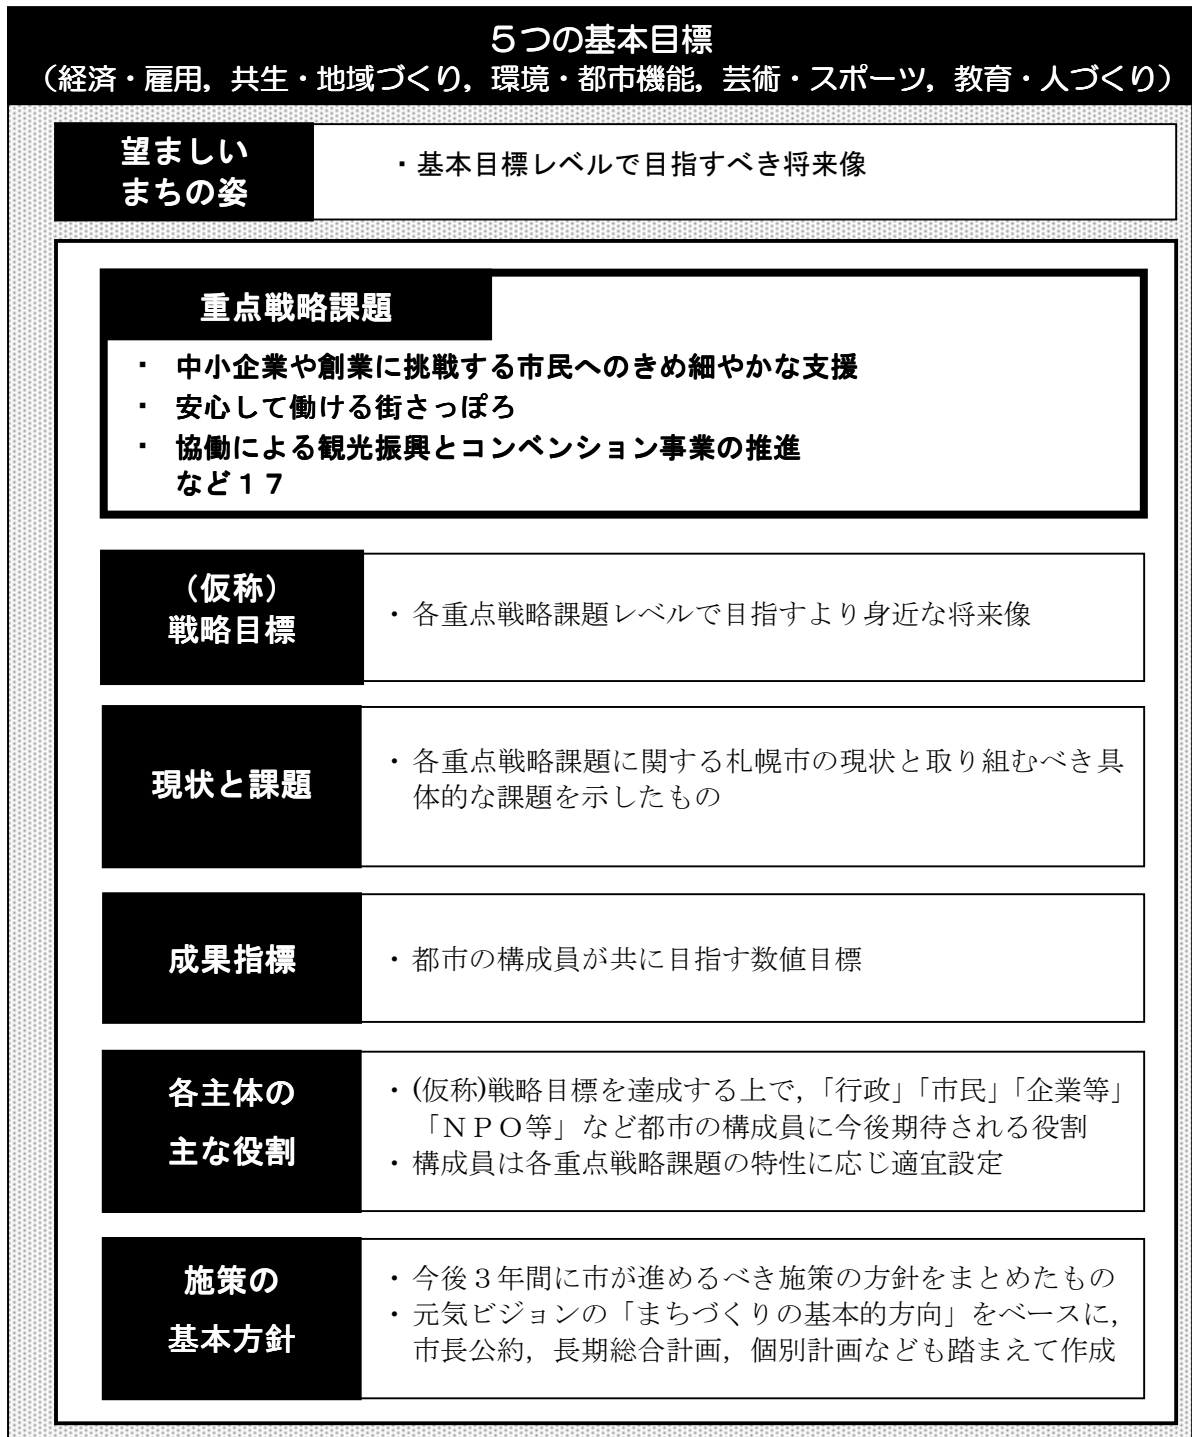 ５つの基本目標
（経済・雇用，共生・地域づくり，環境・都市機能，芸術・スポーツ，教育・人づくり）
望ましい
まちの姿
・基本目標レベルで目指すべき将来像
重点戦略課題
・ 中小企業や創業に挑戦する市民へのきめ細やかな支援
・ 安心して働ける街さっぽろ
・ 協働による観光振興とコンベンション事業の推進
など１７
（仮称）
戦略目標
・各重点戦略課題レベルで目指すより身近な将来像
現状と課題
・各重点戦略課題に関する札幌市の現状と取り組むべき具
体的な課題を示したもの
成果指標
・都市の構成員が共に目指す数値目標
各主体の
主な役割
・(仮称)戦略目標を達成する上で，「行政」「市民」「企業等」
「ＮＰＯ等」など都市の構成員に今後期待される役割
・構成員は各重点戦略課題の特性に応じ適宜設定
施策の
基本方針
・今後３年間に市が進めるべき施策の方針をまとめたもの
・元気ビジョンの「まちづくりの基本的方向」をベースに，
市長公約，長期総合計画，個別計画なども踏まえて作成